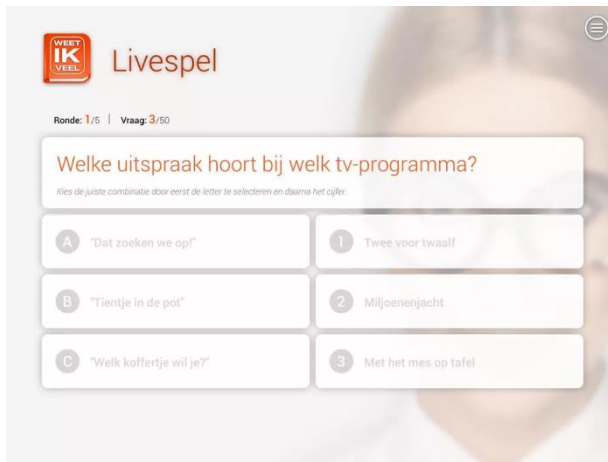 WEET
IK
VEEL
Livespel
Ronde: 1/5 | Vraag: 3/50
Welke uitspraak hoort bij welk tv-programma?
Kies de juiste combinatie door eerst de letter te selecteren en daarna het cijfer.
A "Dat zoeken we op!"
1 Twee voor twaalf
B "Tientje in de pot"
2 Miljoenenjacht
C "Welk koffertje wil je?"
3 Met het mes op tafel